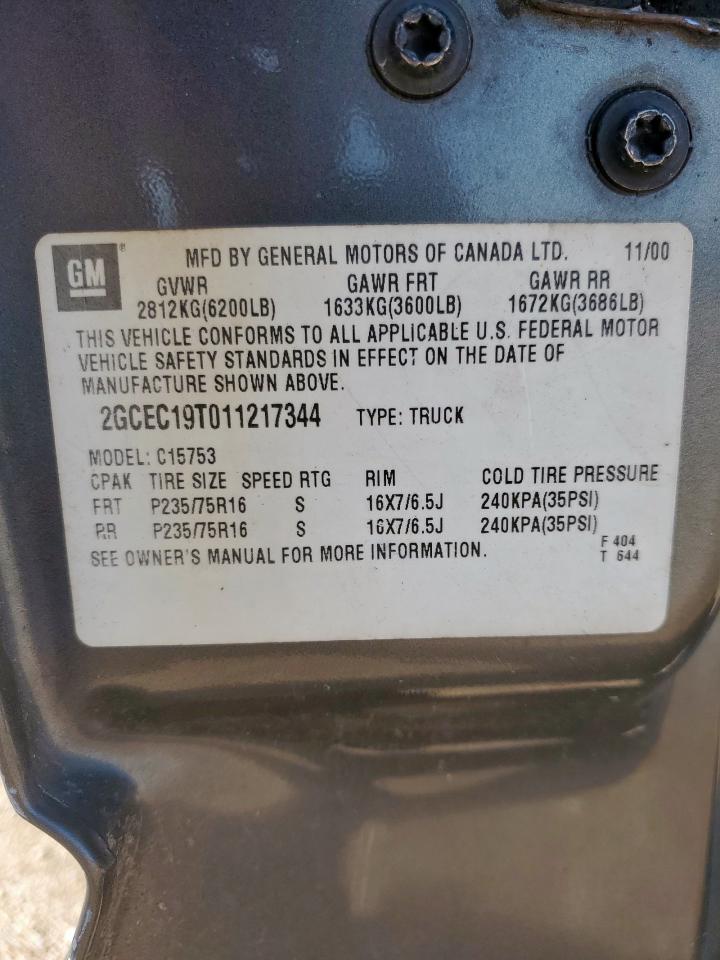 GM ® MFD BY GENERAL MOTORS OF CANADA LTD. 11/00
GVWR GAWR FRT GAWR RR
2812KG(6200LB) 1633KG(3600LB) 1672KG(3686LB)
THIS VEHICLE CONFORMS TO ALL APPLICABLE U.S. FEDERAL MOTOR
VEHICLE SAFETY STANDARDS IN EFFECT ON THE DATE OF
MANUFACTURE SHOWN ABOVE.
2GCEC19T011217344 TYPE: TRUCK
MODEL: C15753
CPAK TIRE SIZE SPEED RTG RIM COLD TIRE PRESSURE
FRT P235/75R16 S 16X7/6.5J 240KPA(35PSI)
RR P235/75R16 S 16X7/6.5J 240KPA(35PSI)
SEE OWNER'S MANUAL FOR MORE INFORMATION.
F 404
T 644